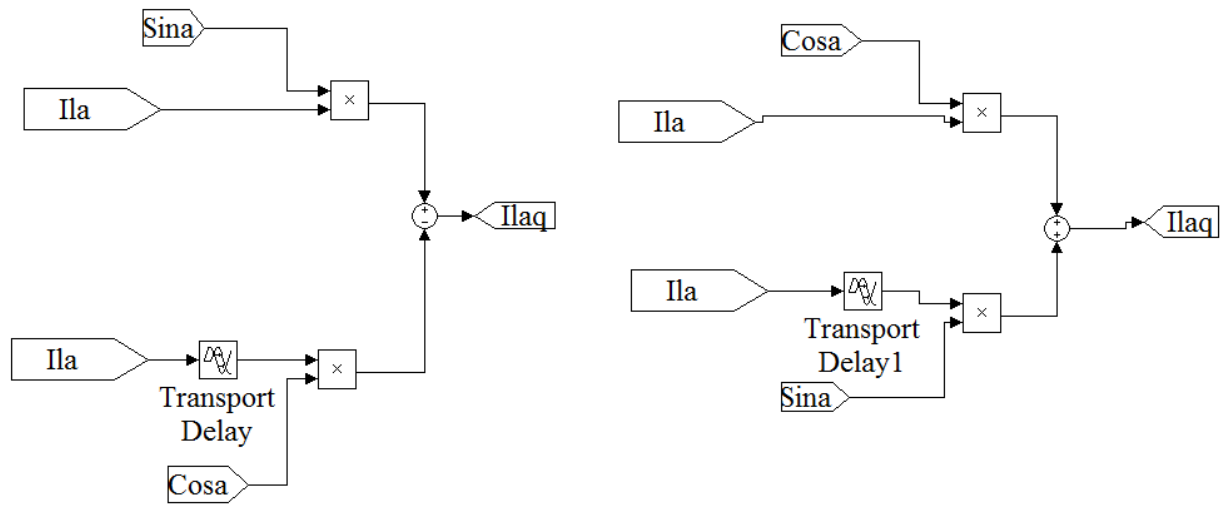 Sina
Ila
×
+
−
Ilaq
Ila
×
Transport
Delay
Cosa
Cosa
Ila
×
+
+
Ilaq
Ila
×
Transport
Delay1
Sina